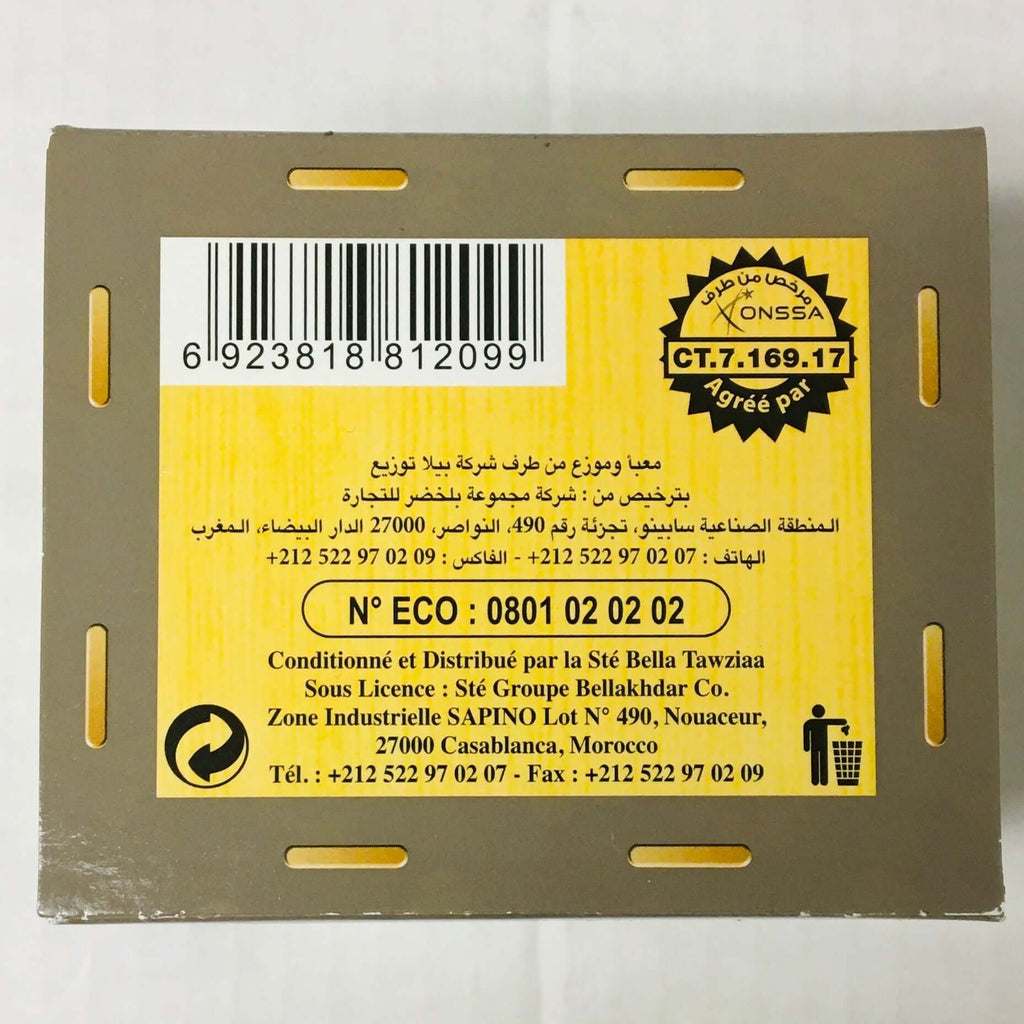 6 923818 812099
مرخص من طرف
ONSSA
CT.7.169.17
Agréé par
معبأ وموزع من طرف شركة بيلا توزيع
بترخيص من : شركة مجموعة بلخضر للتجارة
المنطقة الصناعية سابينو، تجزئة رقم 490، النواصر، 27000 الدار البيضاء، المغرب
الهاتف : 07 02 97 522 212+ - الفاكس : 09 02 97 522 212+
N° ECO : 0801 02 02 02
Conditionné et Distribué par la Sté Bella Tawziaa
Sous Licence : Sté Groupe Bellakhdar Co.
Zone Industrielle SAPINO Lot N° 490, Nouaceur,
27000 Casablanca, Morocco
Tél. : +212 522 97 02 07 - Fax : +212 522 97 02 09